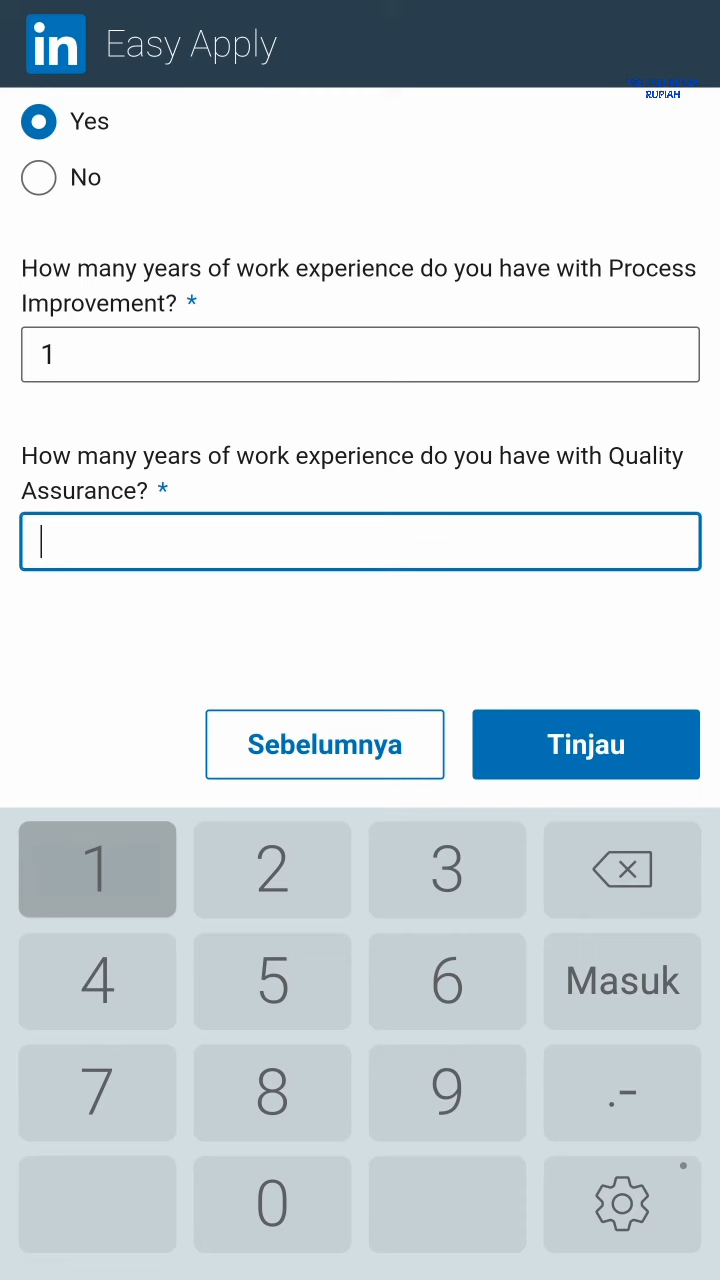 in Easy Apply
RUPIAH
Yes
No
How many years of work experience do you have with Process
Improvement? *
1
How many years of work experience do you have with Quality
Assurance? *
Sebelumnya Tinjau
1 2 3
4 5 6 Masuk
7 8 9 .-
0